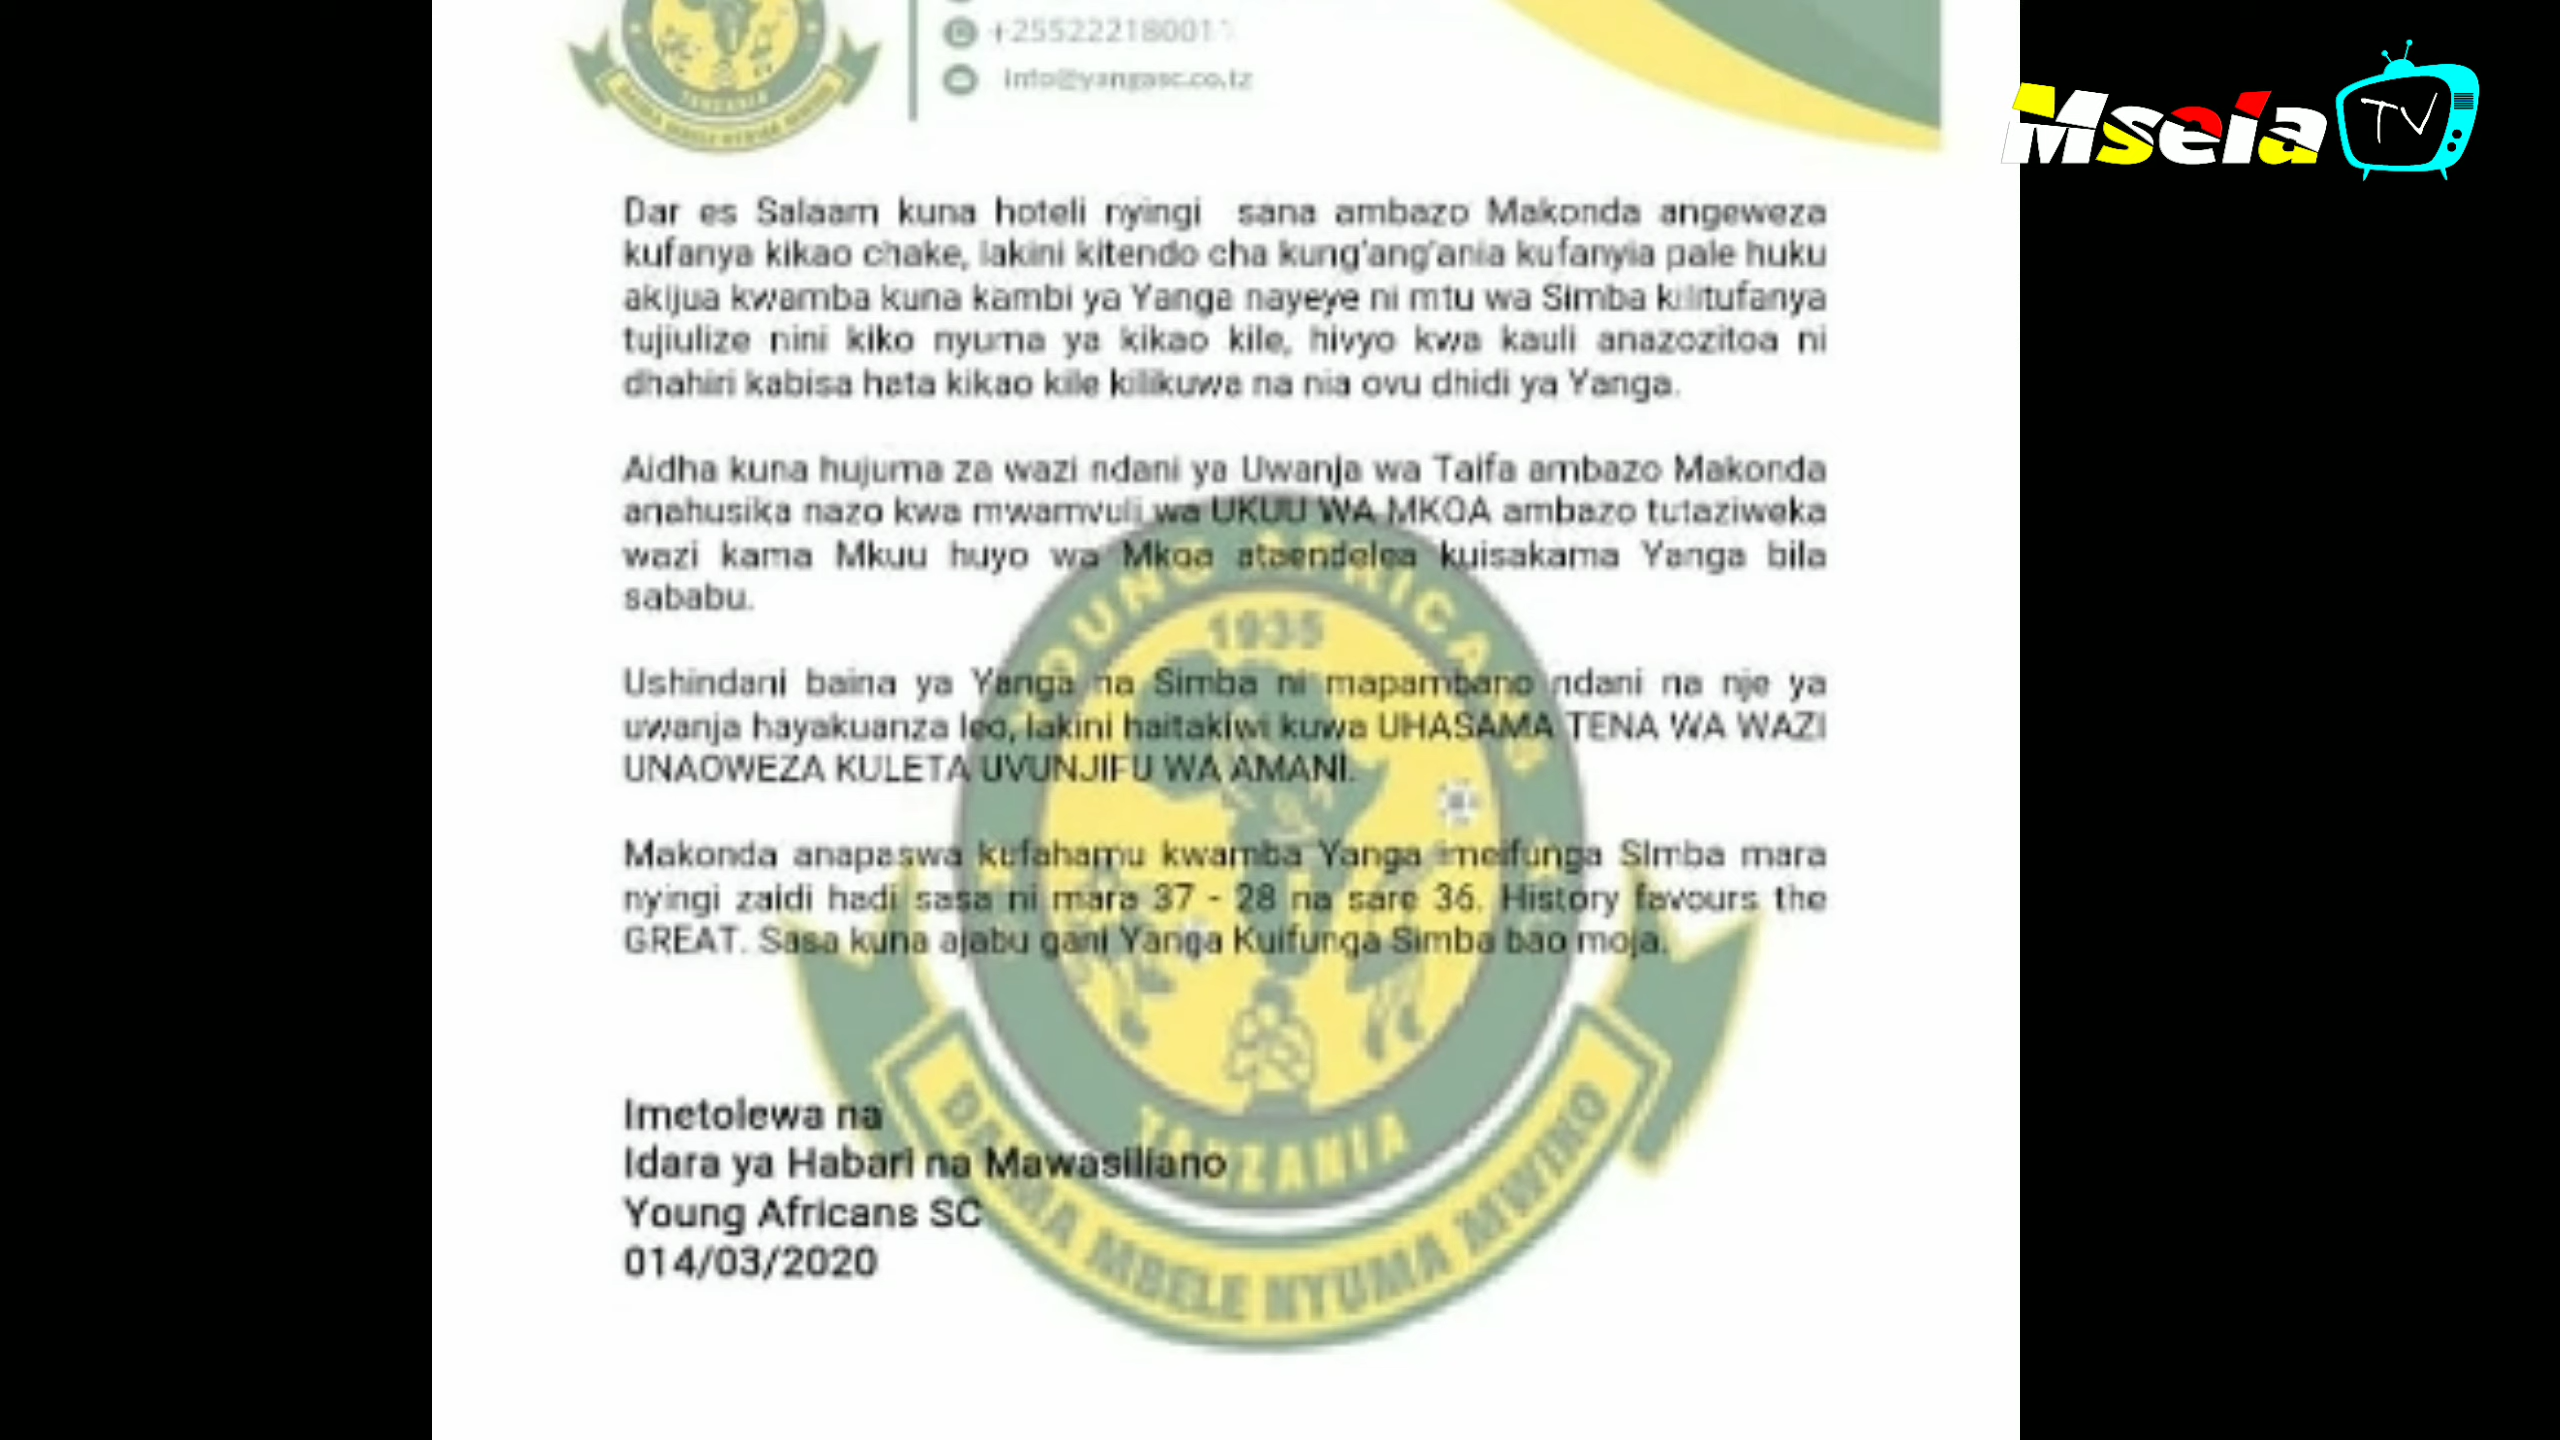 TANZANIA
DAIMA MBELE NYUMA MWIKO
info@yangasc.co.tz
Mseia TV
Dar es Salaam kuna hoteli nyingi sana ambazo Makonda angeweza
kufanya kikao chake, lakini kitendo cha kung'ang'ania kufanyia pale huku
akijua kwamba kuna kambi ya Yanga nayeye ni mtu wa Simba kilitufanya
tujiulize nini kiko nyuma ya kikao kile, hivyo kwa kauli anazozitoa ni
dhahiri kabisa hata kikao kile kilikuwa na nia ovu dhidi ya Yanga.
Aidha kuna hujuma za wazi ndani ya Uwanja wa Taifa ambazo Makonda
anahusika nazo kwa mwamvuli wa UKUU WA MKOA ambazo tutaziweka
wazi kama Mkuu huyo wa Mkoa ataendelea kuisakama Yanga bila
sababu.
Ushindani baina ya Yanga na Simba ni mapambano ndani na nje ya
uwanja hayakuanza leo, lakini haitakiwi kuwa UHASAMA TENA WA WAZI
UNAOWEZA KULETA UVUNJIFU WA AMANI.
Makonda anapaswa kufahamu kwamba Yanga imeifunga SImba mara
nyingi zaidi hadi sasa ni mara 37 - 28 na sare 36. History favours the
GREAT. Sasa kuna ajabu gani Yanga Kuifunga Simba bao moja.
Imetolewa na
Idara ya Habari na Mawasiliano
Young Africans SC
014/03/2020
YOUNG AFRICANS SC
1935
TANZANIA
DAIMA MBELE NYUMA MWIKO